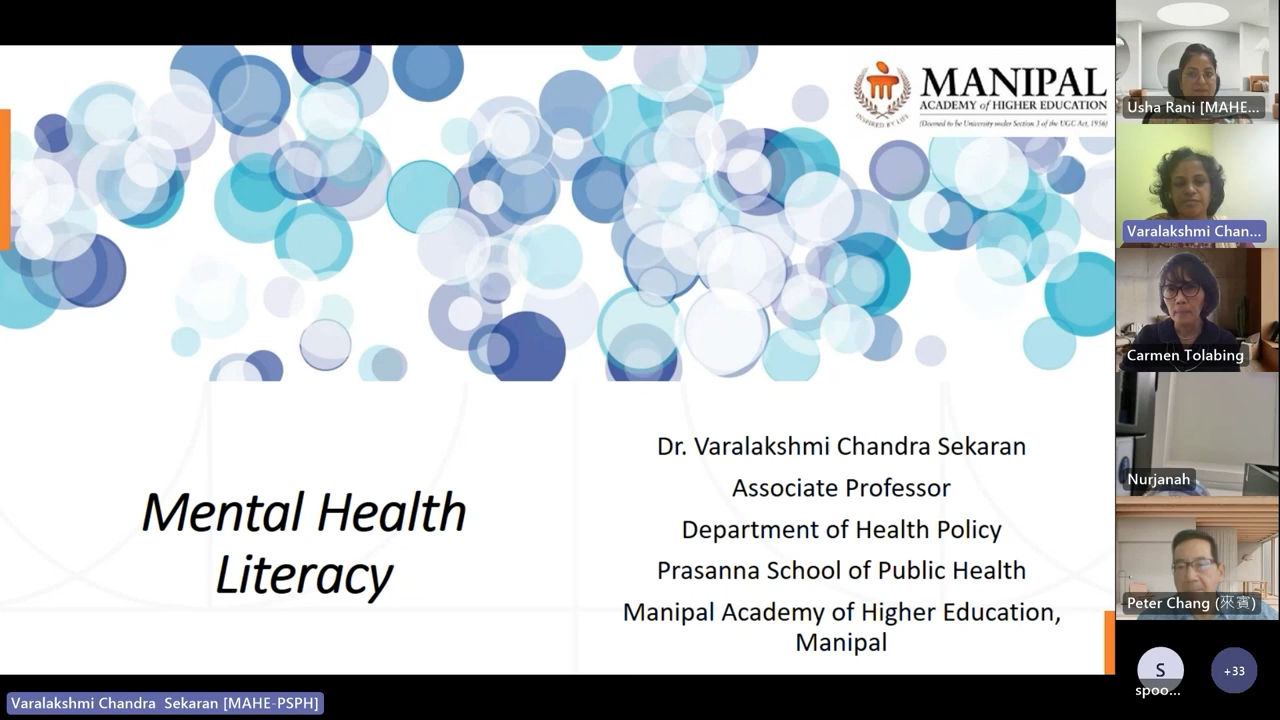 MANIPAL
ACADEMY of HIGHER EDUCATION
(Deemed to be University under Section 3 of the UGC Act, 1956)
INSPIRED BY LIFE
Mental Health
Literacy
Dr. Varalakshmi Chandra Sekaran
Associate Professor
Department of Health Policy
Prasanna School of Public Health
Manipal Academy of Higher Education,
Manipal
Usha Rani [MAHE...
Varalakshmi Chan...
Carmen Tolabing
Nurjanah
Peter Chang (來賓)
S
spoo...
+33
Varalakshmi Chandra Sekaran [MAHE-PSPH]